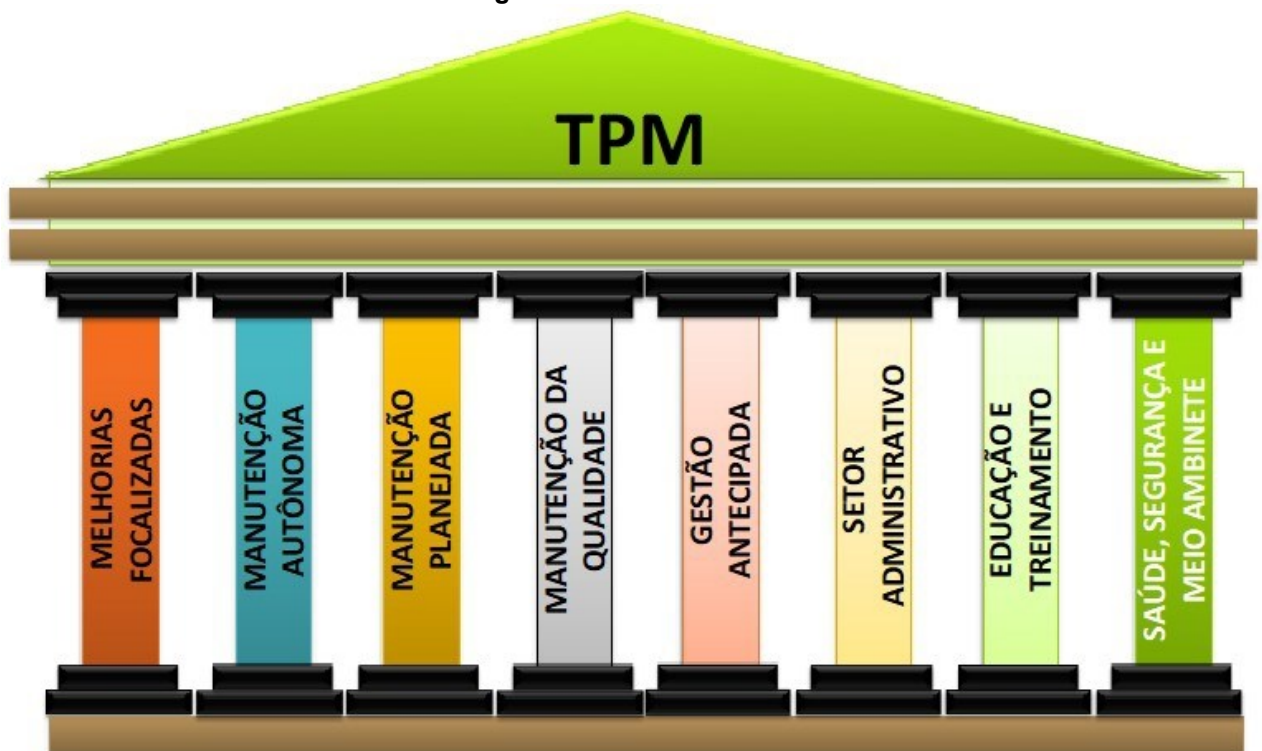 g
TPM
MELHORIAS
FOCALIZADAS
MANUTENÇÃO
AUTÔNOMA
MANUTENÇÃO
PLANEJADA
MANUTENÇÃO DA
QUALIDADE
GESTÃO
ANTECIPADA
SETOR
ADMINISTRATIVO
EDUCAÇÃO E
TREINAMENTO
SAÚDE, SEGURANÇA E
MEIO AMBINETE